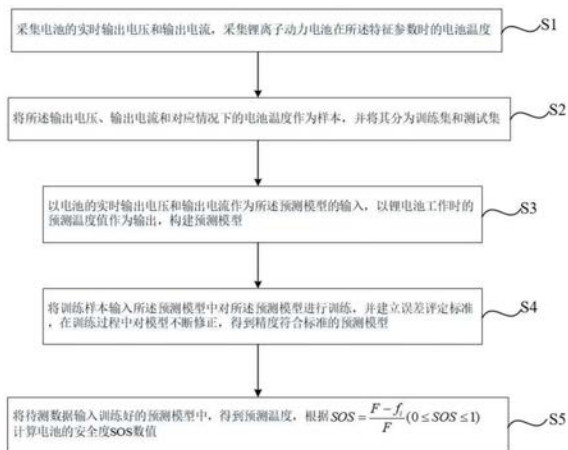 采集电池的实时输出电压和输出电流，采集锂离子动力电池在所述特征参数时的电池温度
S1
将所述输出电压、输出电流和对应情况下的电池温度作为样本，并将其分为训练集和测试集
S2
以电池的实时输出电压和输出电流作为所述预测模型的输入，以锂电池工作时的
预测温度值作为输出，构建预测模型
S3
将训练样本输入所述预测模型中对所述预测模型进行训练，并建立误差评定标准
，在训练过程中对模型不断修正，得到精度符合标准的预测模型
S4
将待测数据输入训练好的预测模型中，得到预测温度，根据 SOS = (F − fᵢ)/F (0 ≤ SOS ≤ 1)
计算电池的安全度SOS数值
S5